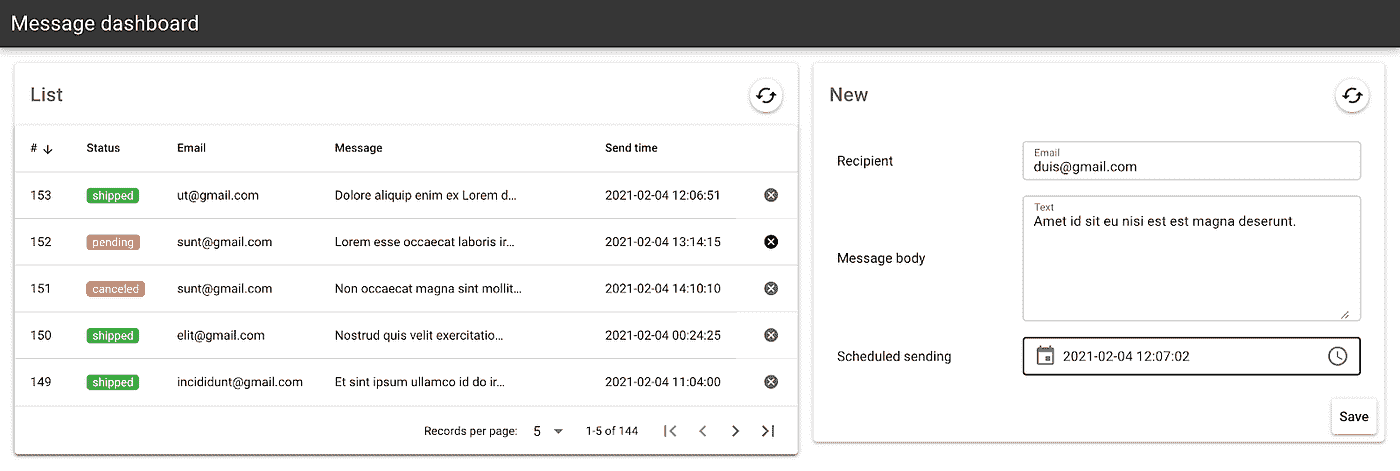 Message dashboard
List
# Status Email Message Send time
153 shipped ut@gmail.com Dolore aliquip enim ex Lorem d... 2021-02-04 12:06:51
152 pending sunt@gmail.com Lorem esse occaecat laboris ir... 2021-02-04 13:14:15
151 canceled sunt@gmail.com Non occaecat magna sint mollit... 2021-02-04 14:10:10
150 shipped elit@gmail.com Nostrud quis velit exercitatio... 2021-02-04 00:24:25
149 shipped incididunt@gmail.com Et sint ipsum ullamco id do ir... 2021-02-04 11:04:00
Records per page: 5 1-5 of 144
New
Recipient
Email
duis@gmail.com
Message body
Text
Amet id sit eu nisi est est magna deserunt.
Scheduled sending
2021-02-04 12:07:02
Save